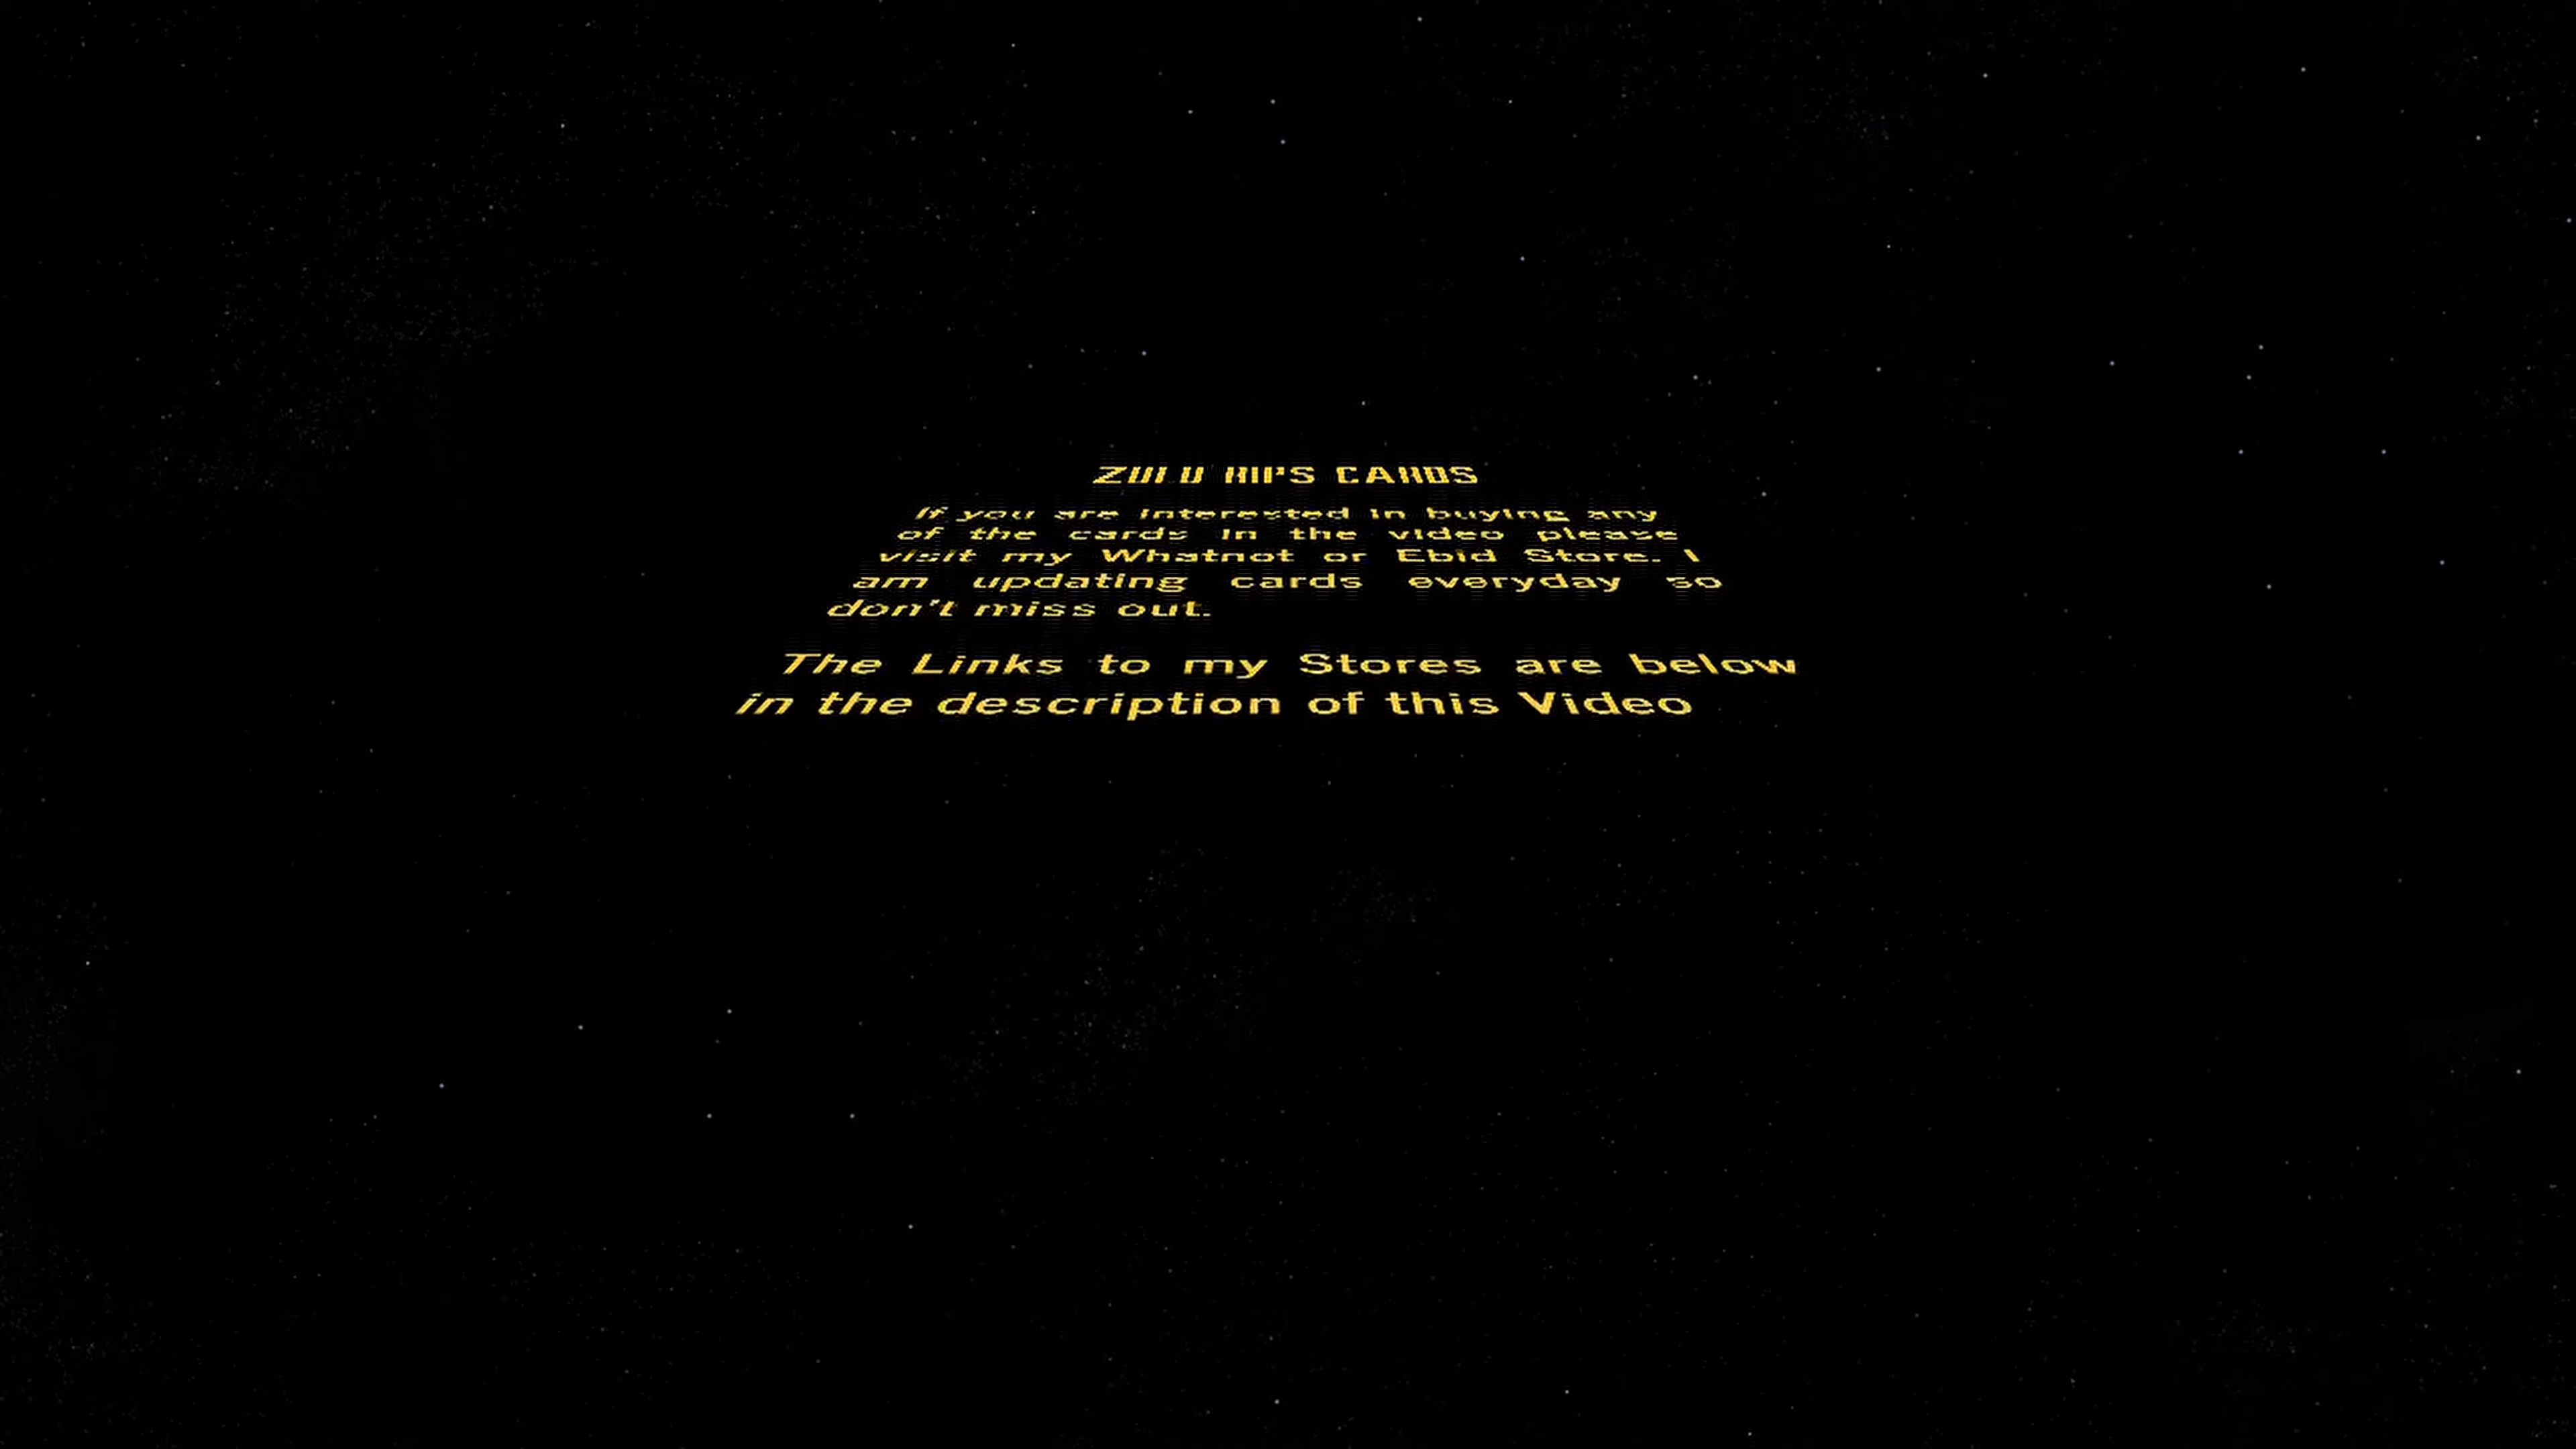 ZULU RIPS CARDS
If you are interested in buying any
of the cards in the video please
visit my Whatnot or Ebid Store. I
am updating cards everyday so
don't miss out.
The Links to my Stores are below
in the description of this Video